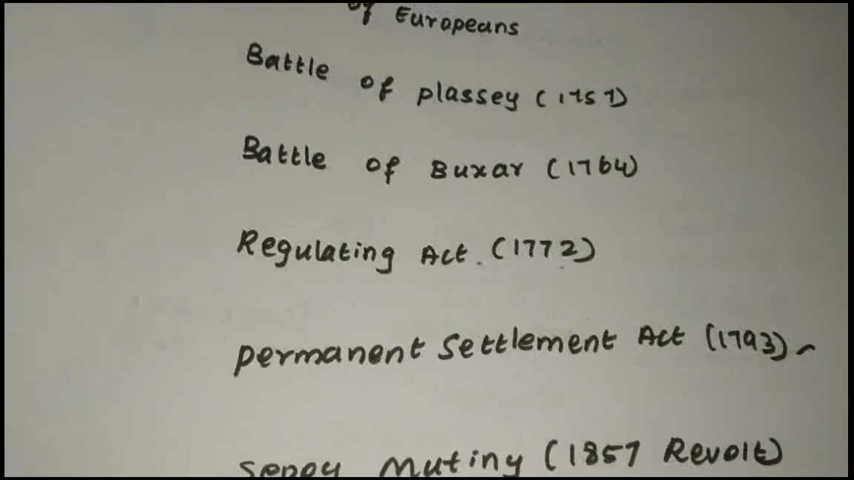 of Europeans
Battle of plassey (1757)
Battle of Buxar (1764)
Regulating Act. (1772)
permanent Settlement Act (1793)
Sepoy Mutiny (1857 Revolt)